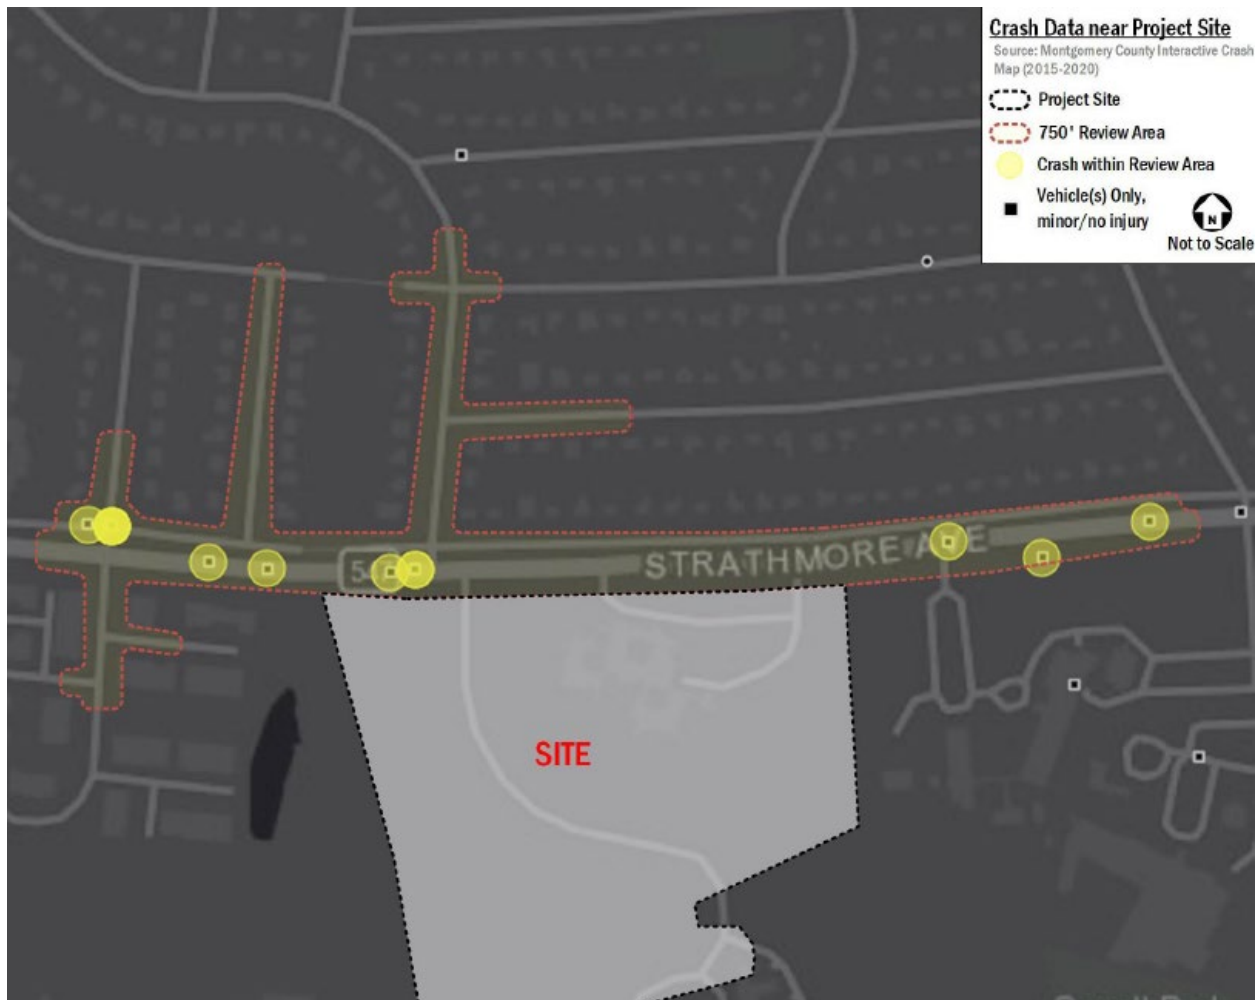 Crash Data near Project Site
Source: Montgomery County Interactive Crash
Map (2015-2020)
Project Site
750' Review Area
Crash within Review Area
Vehicle(s) Only,
minor/no injury
N
Not to Scale
STRATHMORE AVE
SITE